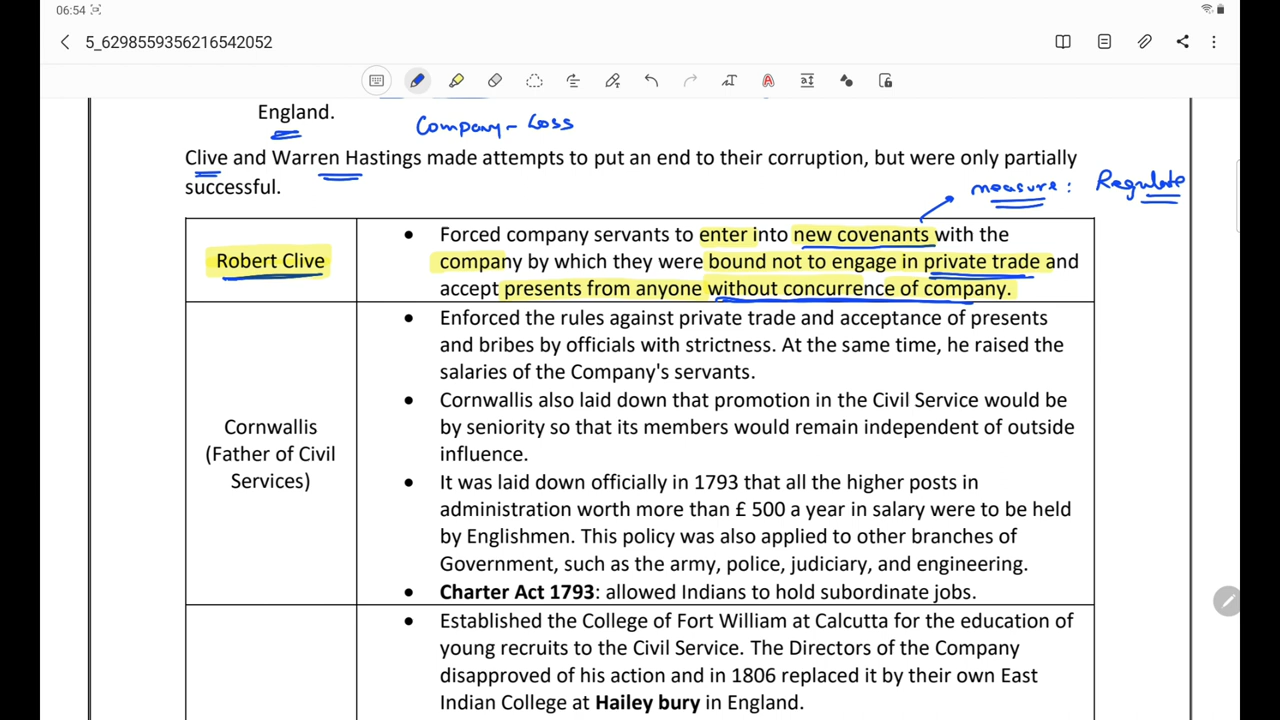 06:54
5_6298559356216542052
England.
Company - Loss
Clive and Warren Hastings made attempts to put an end to their corruption, but were only partially
successful.
measure : Regulate
Robert Clive
Forced company servants to enter into new covenants with the
company by which they were bound not to engage in private trade and
accept presents from anyone without concurrence of company.
Cornwallis
(Father of Civil
Services)
Enforced the rules against private trade and acceptance of presents
and bribes by officials with strictness. At the same time, he raised the
salaries of the Company's servants.
Cornwallis also laid down that promotion in the Civil Service would be
by seniority so that its members would remain independent of outside
influence.
It was laid down officially in 1793 that all the higher posts in
administration worth more than £ 500 a year in salary were to be held
by Englishmen. This policy was also applied to other branches of
Government, such as the army, police, judiciary, and engineering.
Charter Act 1793: allowed Indians to hold subordinate jobs.
Established the College of Fort William at Calcutta for the education of
young recruits to the Civil Service. The Directors of the Company
disapproved of his action and in 1806 replaced it by their own East
Indian College at Hailey bury in England.